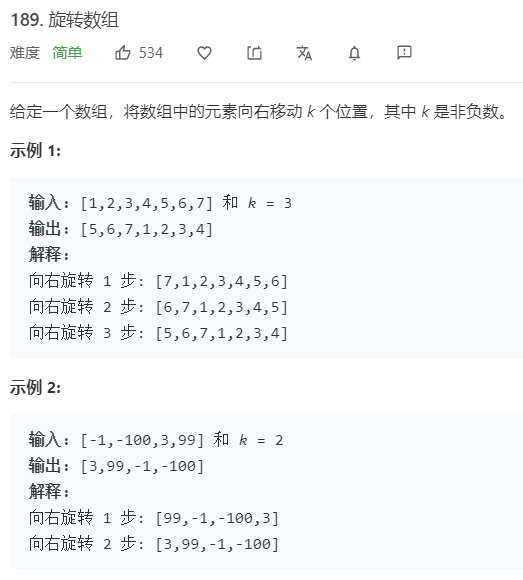 189. 旋转数组
难度 简单 534
给定一个数组，将数组中的元素向右移动 k 个位置，其中 k 是非负数。
示例 1:
输入: [1,2,3,4,5,6,7] 和 k = 3
输出: [5,6,7,1,2,3,4]
解释:
向右旋转 1 步: [7,1,2,3,4,5,6]
向右旋转 2 步: [6,7,1,2,3,4,5]
向右旋转 3 步: [5,6,7,1,2,3,4]
示例 2:
输入: [-1,-100,3,99] 和 k = 2
输出: [3,99,-1,-100]
解释:
向右旋转 1 步: [99,-1,-100,3]
向右旋转 2 步: [3,99,-1,-100]